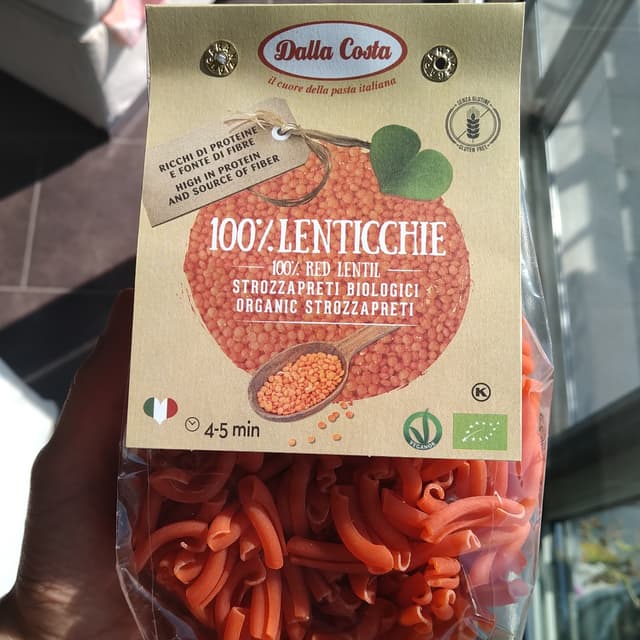 Dalla Costa
il cuore della pasta italiana
SENZA GLUTINE
GLUTEN FREE
RICCHI DI PROTEINE
E FONTE DI FIBRE
HIGH IN PROTEIN
AND SOURCE OF FIBER
100% LENTICCHIE
100% RED LENTIL
STROZZAPRETI BIOLOGICI
ORGANIC STROZZAPRETI
K
4-5 min
VEGANOK